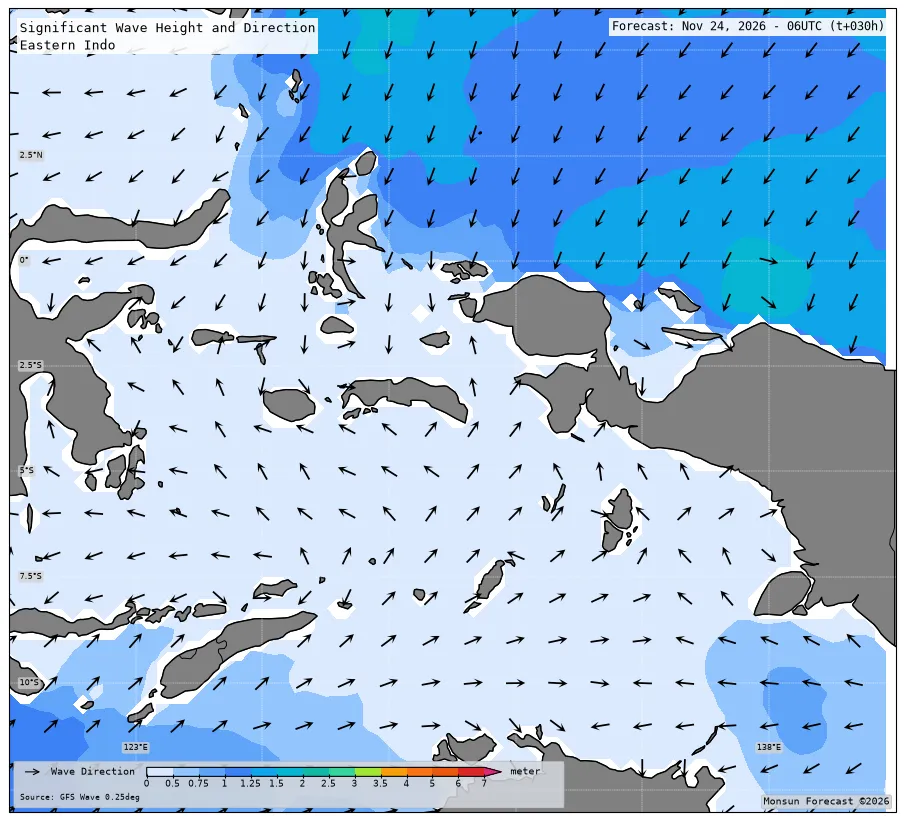 Significant Wave Height and Direction
Eastern Indo
Forecast: Nov 24, 2026 - 06UTC (t+030h)
2.5°N
0°
2.5°S
5°S
7.5°S
10°S
123°E
138°E
Wave Direction
meter
0 0.5 0.75 1 1.25 1.5 2 2.5 3 3.5 4 5 6 7
Source: GFS Wave 0.25deg
Monsun Forecast ©2026